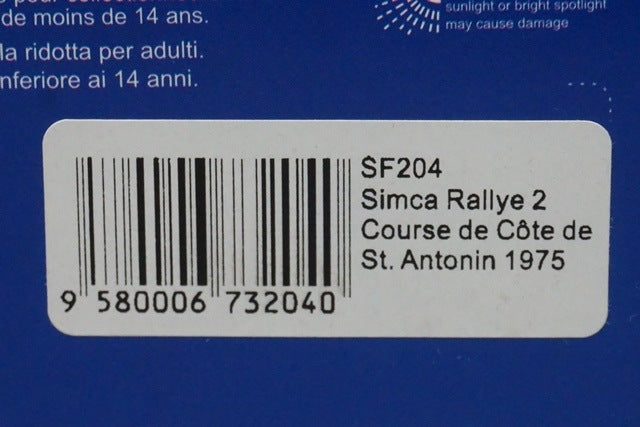 de moins de 14 ans.
la ridotta per adulti.
nferiore ai 14 anni.
sunlight or bright spotlight
may cause damage
SF204
Simca Rallye 2
Course de Côte de
St. Antonin 1975
9 580006 732040